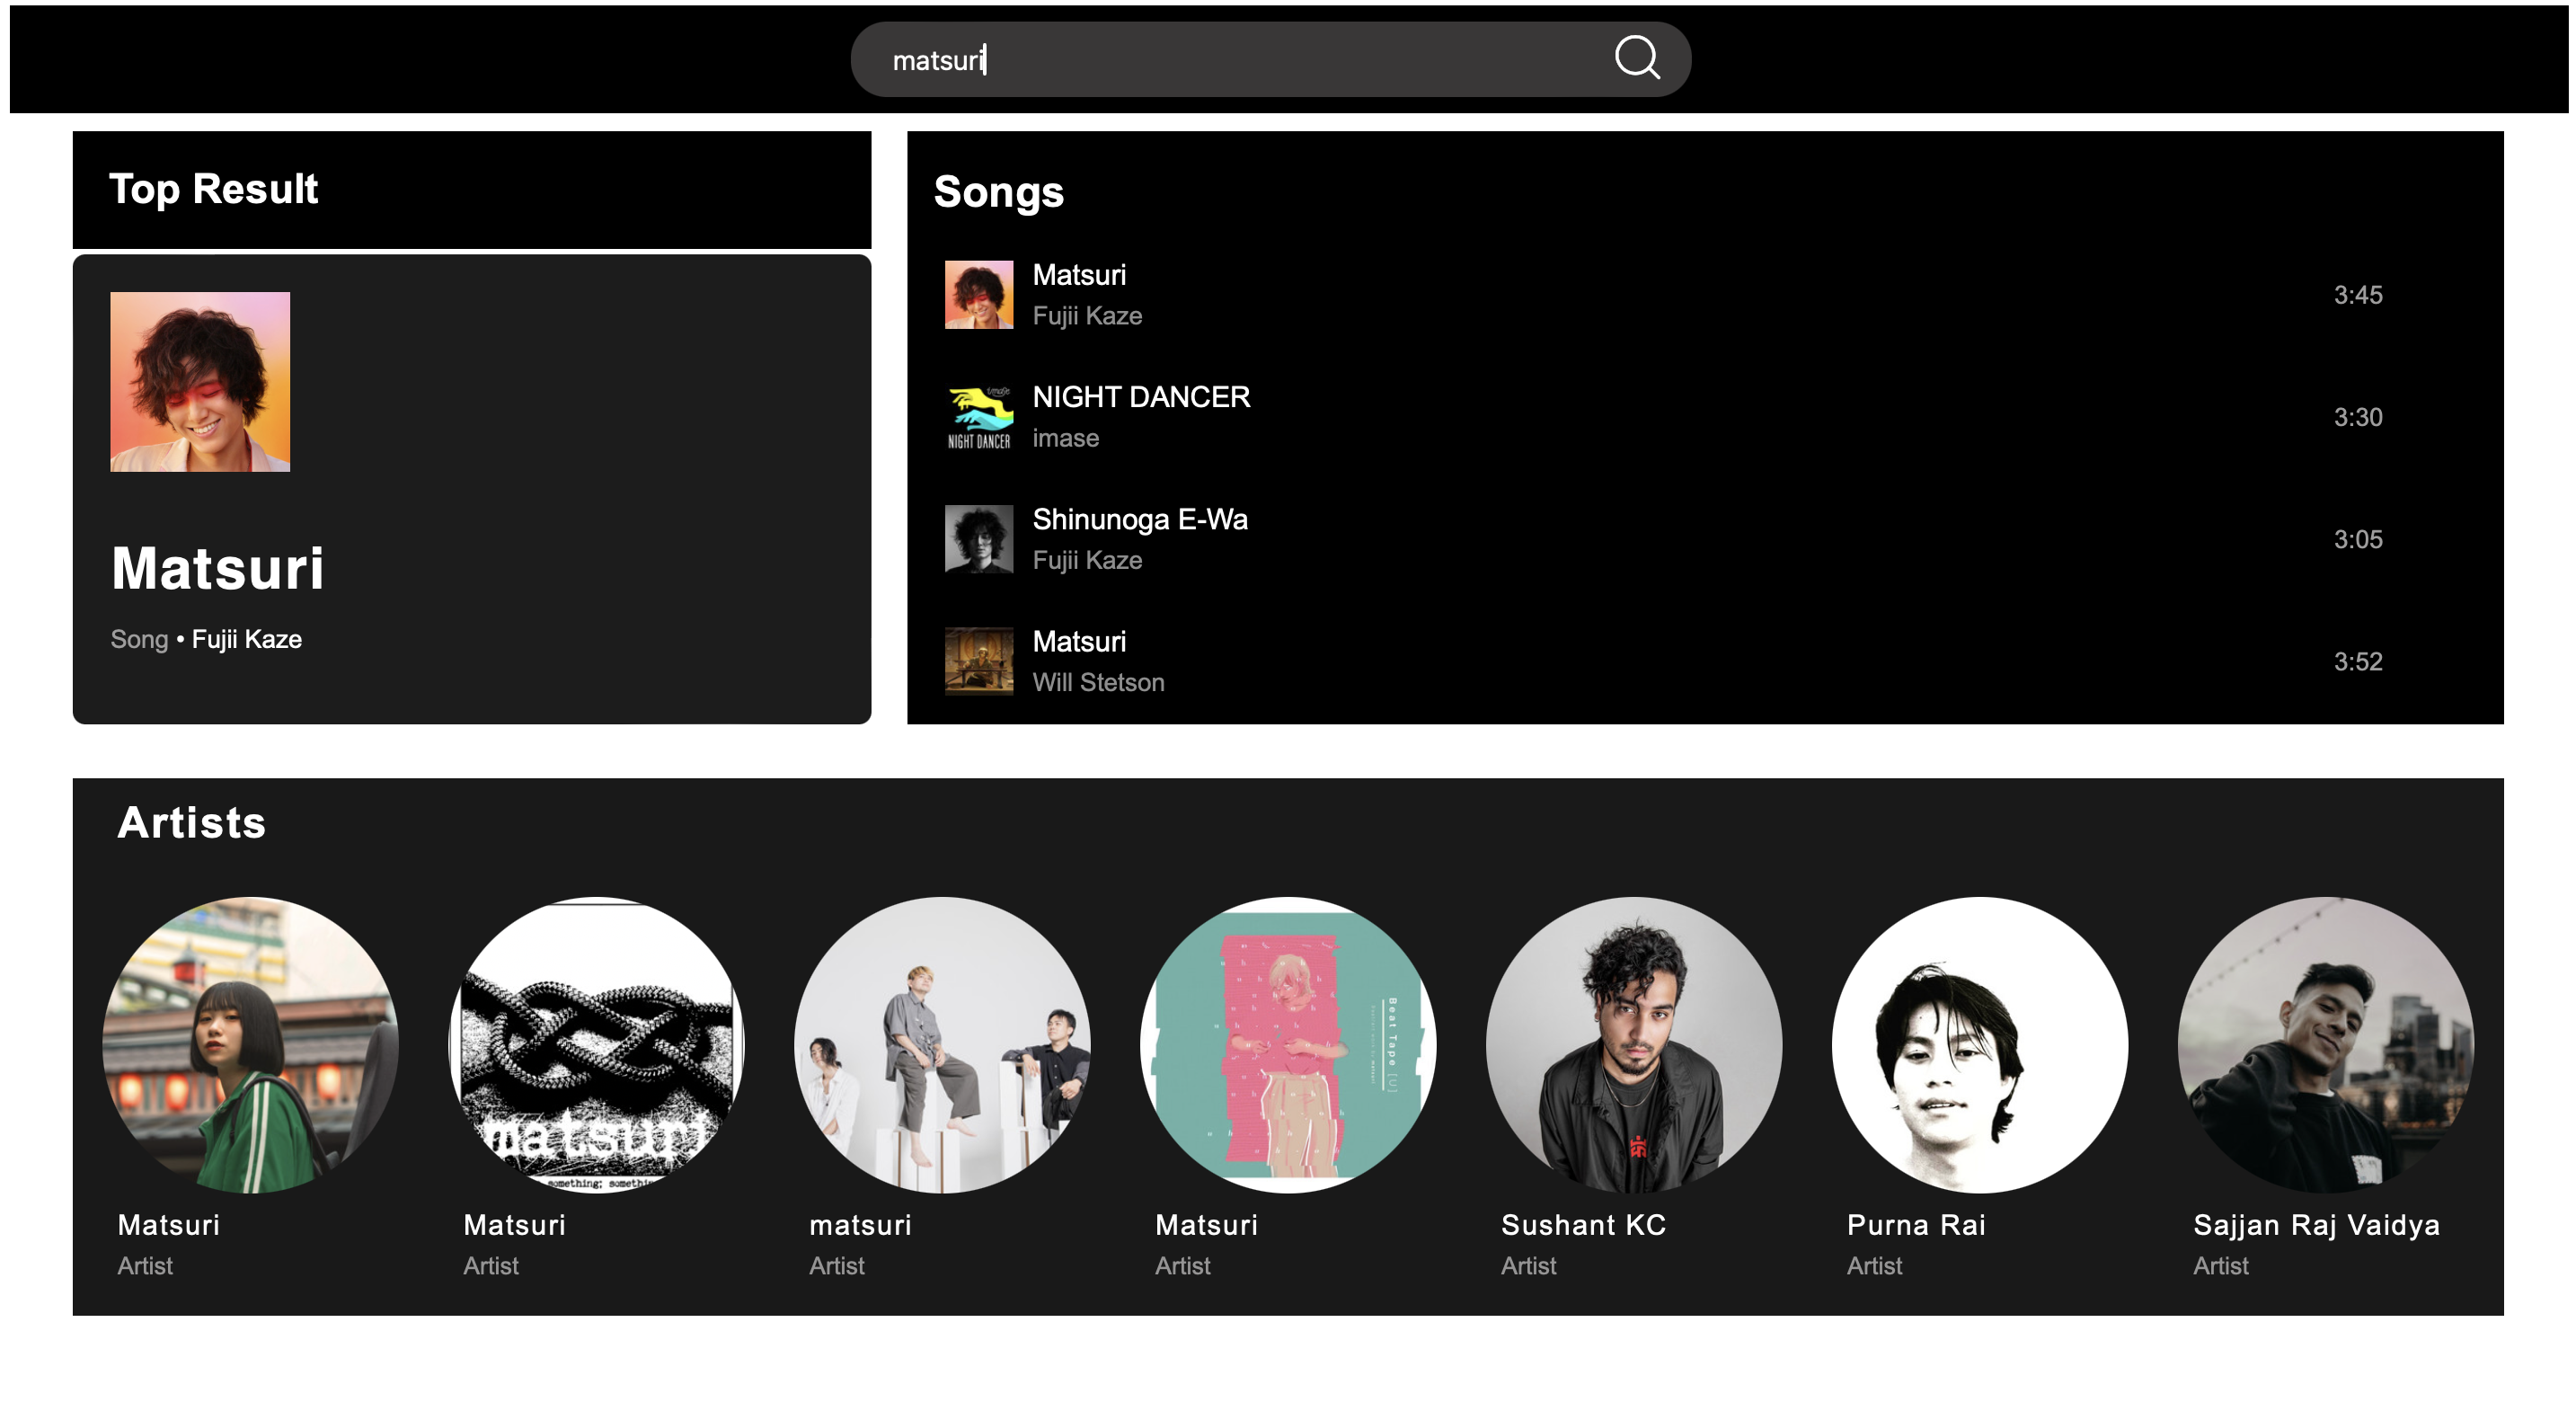 matsuri
Top Result
Matsuri
Song • Fujii Kaze
Songs
Matsuri
Fujii Kaze
3:45
imase
NIGHT DANCER
NIGHT DANCER
imase
3:30
Shinunoga E-Wa
Fujii Kaze
3:05
Matsuri
Will Stetson
3:52
Artists
matsuri
something; somethin
Beat Tape [U]
Matsuri
Artist
Matsuri
Artist
matsuri
Artist
Matsuri
Artist
Sushant KC
Artist
Purna Rai
Artist
Sajjan Raj Vaidya
Artist